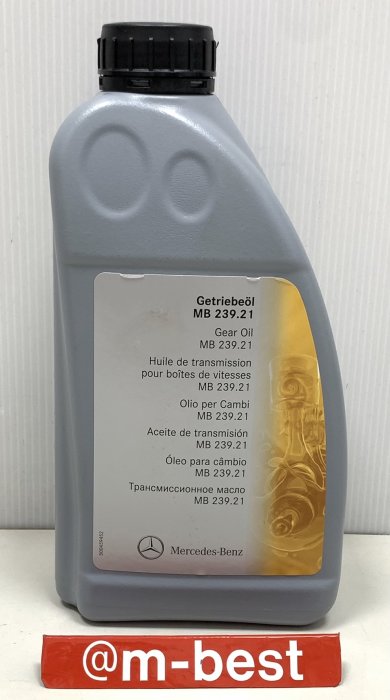 Getriebeöl
MB 239.21
Gear Oil
MB 239.21
Huile de transmission
pour boîtes de vitesses
MB 239.21
Olio per Cambi
MB 239.21
Aceite de transmisión
MB 239.21
Óleo para câmbio
MB 239.21
Трансмиссионное масло
MB 239.21
Mercedes-Benz
@m-best